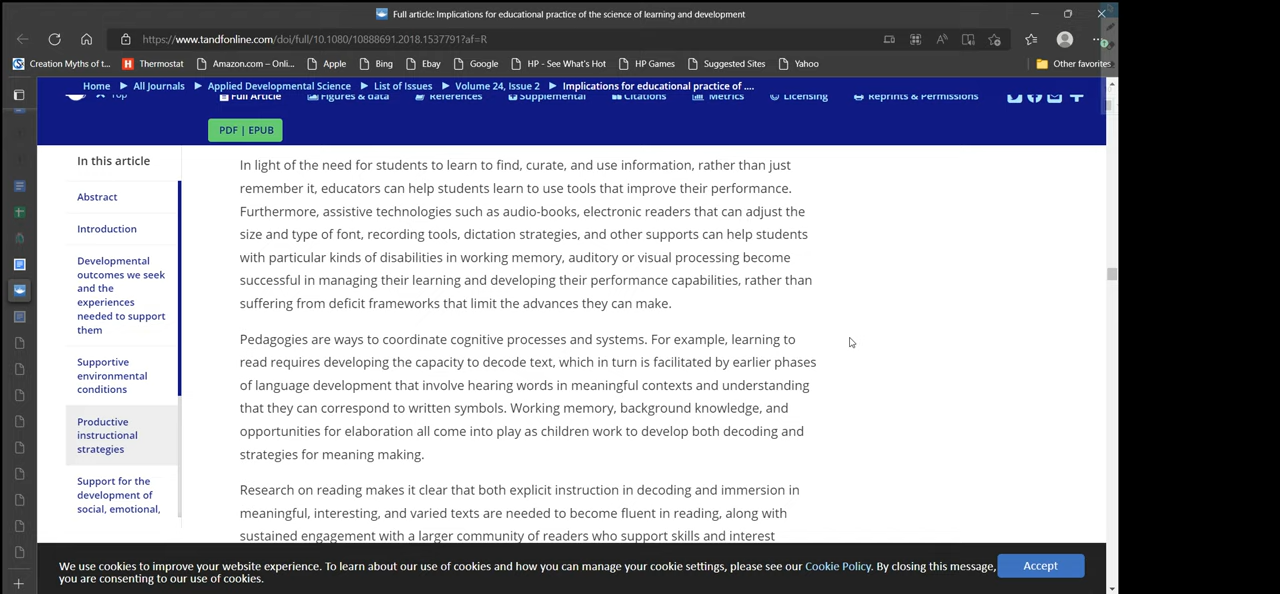 Full article: Implications for educational practice of the science of learning and development
https://www.tandfonline.com/doi/full/10.1080/10888691.2018.1537791?af=R
Creation Myths of t... Thermostat Amazon.com – Onli... Apple Bing Ebay Google HP - See What's Hot HP Games Suggested Sites Yahoo Other favorites
Home All Journals Applied Developmental Science List of Issues Volume 24, Issue 2 Implications for educational practice of ....
Top Full Article Figures & data References Supplemental Citations Metrics Licensing Reprints & Permissions
PDF | EPUB
In this article
Abstract
Introduction
Developmental
outcomes we seek
and the
experiences
needed to support
them
Supportive
environmental
conditions
Productive
instructional
strategies
Support for the
development of
social, emotional,
In light of the need for students to learn to find, curate, and use information, rather than just
remember it, educators can help students learn to use tools that improve their performance.
Furthermore, assistive technologies such as audio-books, electronic readers that can adjust the
size and type of font, recording tools, dictation strategies, and other supports can help students
with particular kinds of disabilities in working memory, auditory or visual processing become
successful in managing their learning and developing their performance capabilities, rather than
suffering from deficit frameworks that limit the advances they can make.
Pedagogies are ways to coordinate cognitive processes and systems. For example, learning to
read requires developing the capacity to decode text, which in turn is facilitated by earlier phases
of language development that involve hearing words in meaningful contexts and understanding
that they can correspond to written symbols. Working memory, background knowledge, and
opportunities for elaboration all come into play as children work to develop both decoding and
strategies for meaning making.
Research on reading makes it clear that both explicit instruction in decoding and immersion in
meaningful, interesting, and varied texts are needed to become fluent in reading, along with
sustained engagement with a larger community of readers who support skills and interest
We use cookies to improve your website experience. To learn about our use of cookies and how you can manage your cookie settings, please see our Cookie Policy. By closing this message,
you are consenting to our use of cookies.
Accept